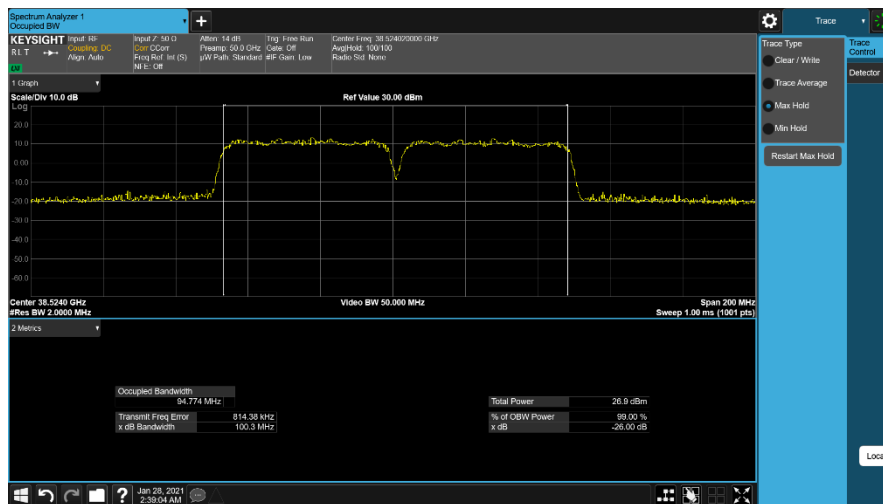 Spectrum Analyzer 1
Occupied BW
+
Trace
KEYSIGHT
RLT
LNI
Input: RF
Coupling: DC
Align: Auto
Input Z: 50 Ω
Corr CCorr
Freq Ref: Int (S)
NFE: Off
Atten: 14 dB
Preamp: 50.0 GHz
µW Path: Standard
Trig: Free Run
Gate: Off
#IF Gain: Low
Center Freq: 38.524020000 GHz
Avg|Hold: 100/100
Radio Std: None
1 Graph
Scale/Div 10.0 dB
Ref Value 30.00 dBm
Log
20.0
10.0
0.00
-10.0
-20.0
-30.0
-40.0
-50.0
-60.0
Center 38.5240 GHz
#Res BW 2.0000 MHz
Video BW 50.000 MHz
Span 200 MHz
Sweep 1.00 ms (1001 pts)
2 Metrics
Occupied Bandwidth
94.774 MHz
Transmit Freq Error 814.38 kHz
x dB Bandwidth 100.3 MHz
Total Power 26.9 dBm
% of OBW Power 99.00 %
x dB -26.00 dB
Trace Type
Clear / Write
Trace Average
Max Hold
Min Hold
Restart Max Hold
Trace
Control
Detector
Loca
?
Jan 28, 2021
2:39:04 AM